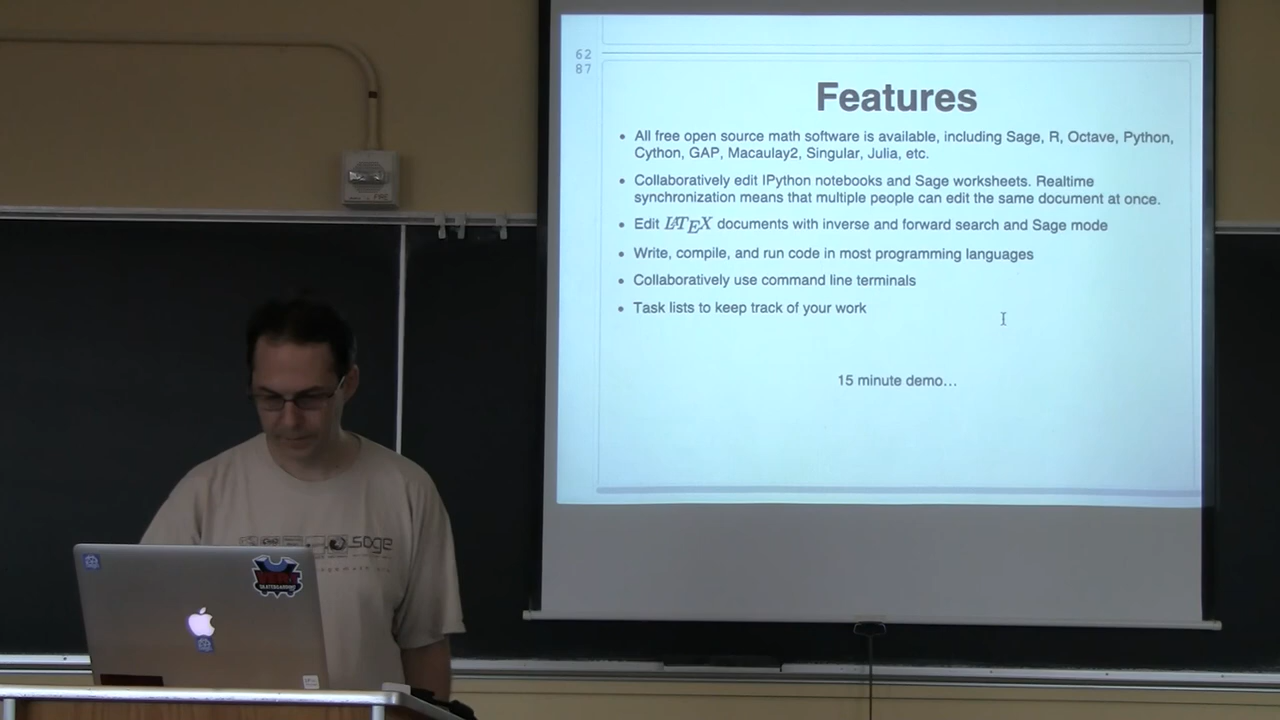 62
87
Features
• All free open source math software is available, including Sage, R, Octave, Python,
Cython, GAP, Macaulay2, Singular, Julia, etc.
• Collaboratively edit IPython notebooks and Sage worksheets. Realtime
synchronization means that multiple people can edit the same document at once.
• Edit LATEX documents with inverse and forward search and Sage mode
• Write, compile, and run code in most programming languages
• Collaboratively use command line terminals
• Task lists to keep track of your work
15 minute demo…
FIRE
sage